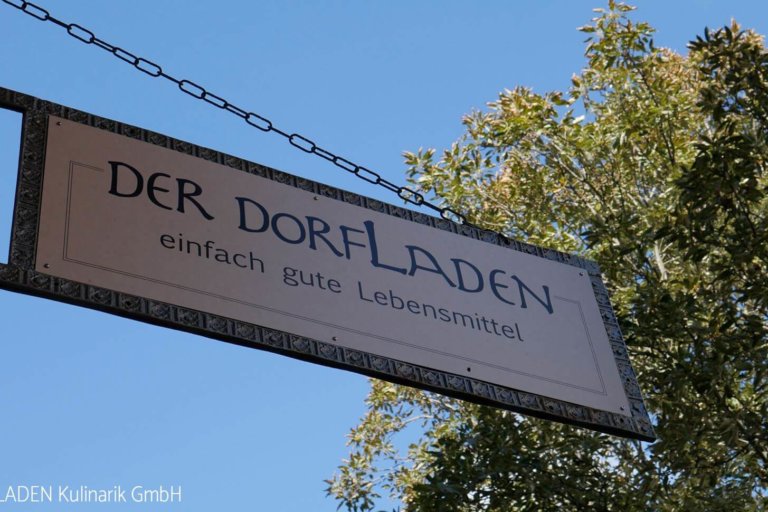 DER DORFLADEN
einfach gute Lebensmittel
LADEN Kulinarik GmbH